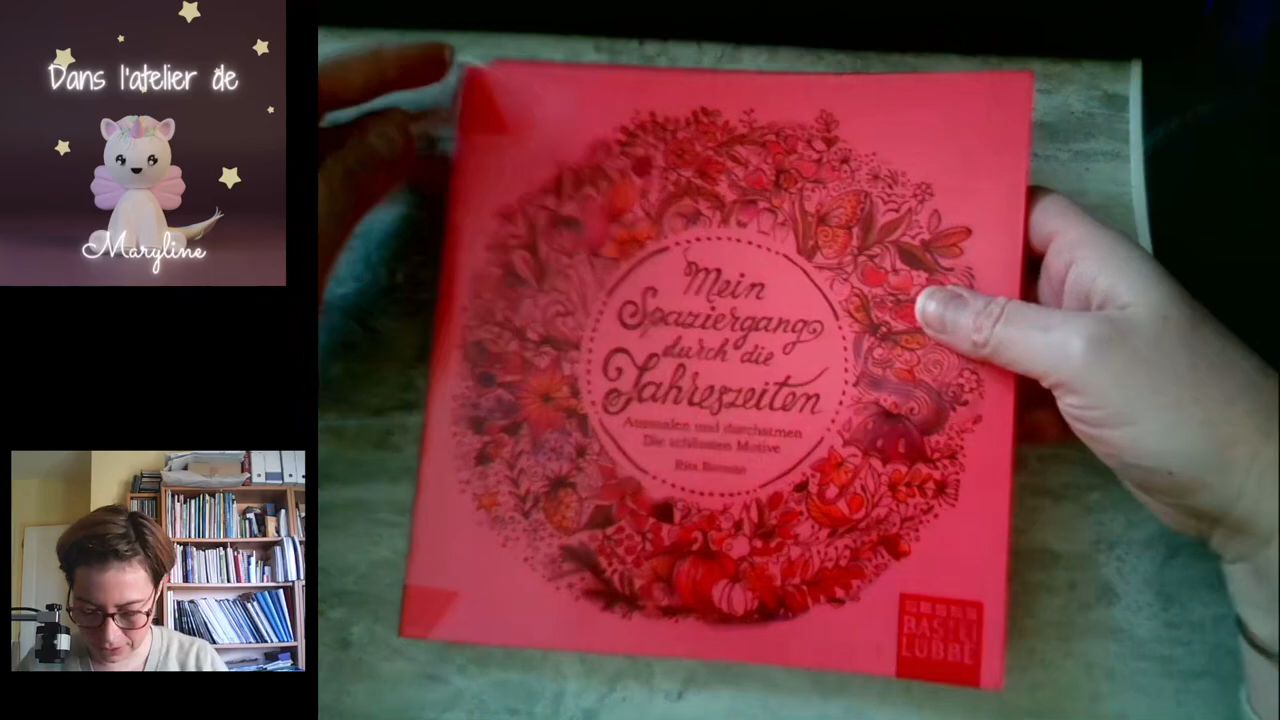 Dans l'atelier de
Maryline
Mein
Spaziergang
durch die
Jahreszeiten
Ausmalen und durchatmen
Die schönsten Motive
Rita Berman
BASTEI
LÜBBE